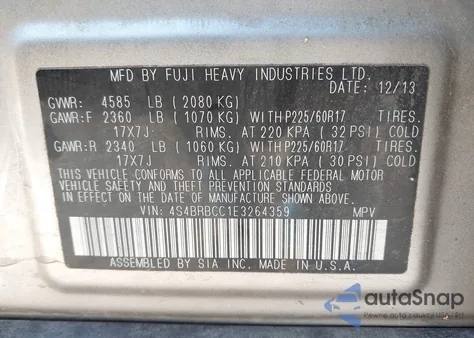 MFD BY FUJI HEAVY INDUSTRIES LTD.
DATE: 12/13
GVWR: 4585 LB (2080 KG)
GAWR:F 2360 LB (1070 KG) WITH P225/60R17 TIRES.
17X7J RIMS. AT 220 KPA (32 PSI) COLD
GAWR:R 2340 LB (1060 KG) WITH P225/60R17 TIRES.
17X7J RIMS. AT 210 KPA (30 PSI) COLD
THIS VEHICLE CONFORMS TO ALL APPLICABLE FEDERAL MOTOR
VEHICLE SAFETY, BUMPER, AND THEFT PREVENTION STANDARDS
IN EFFECT ON THE DATE OF MANUFACTURE SHOWN ABOVE.
VIN: 4S4BRBCC1E3264359 MPV
ASSEMBLED BY SIA INC. MADE IN U.S.A.
autoSnap
Pewne auto